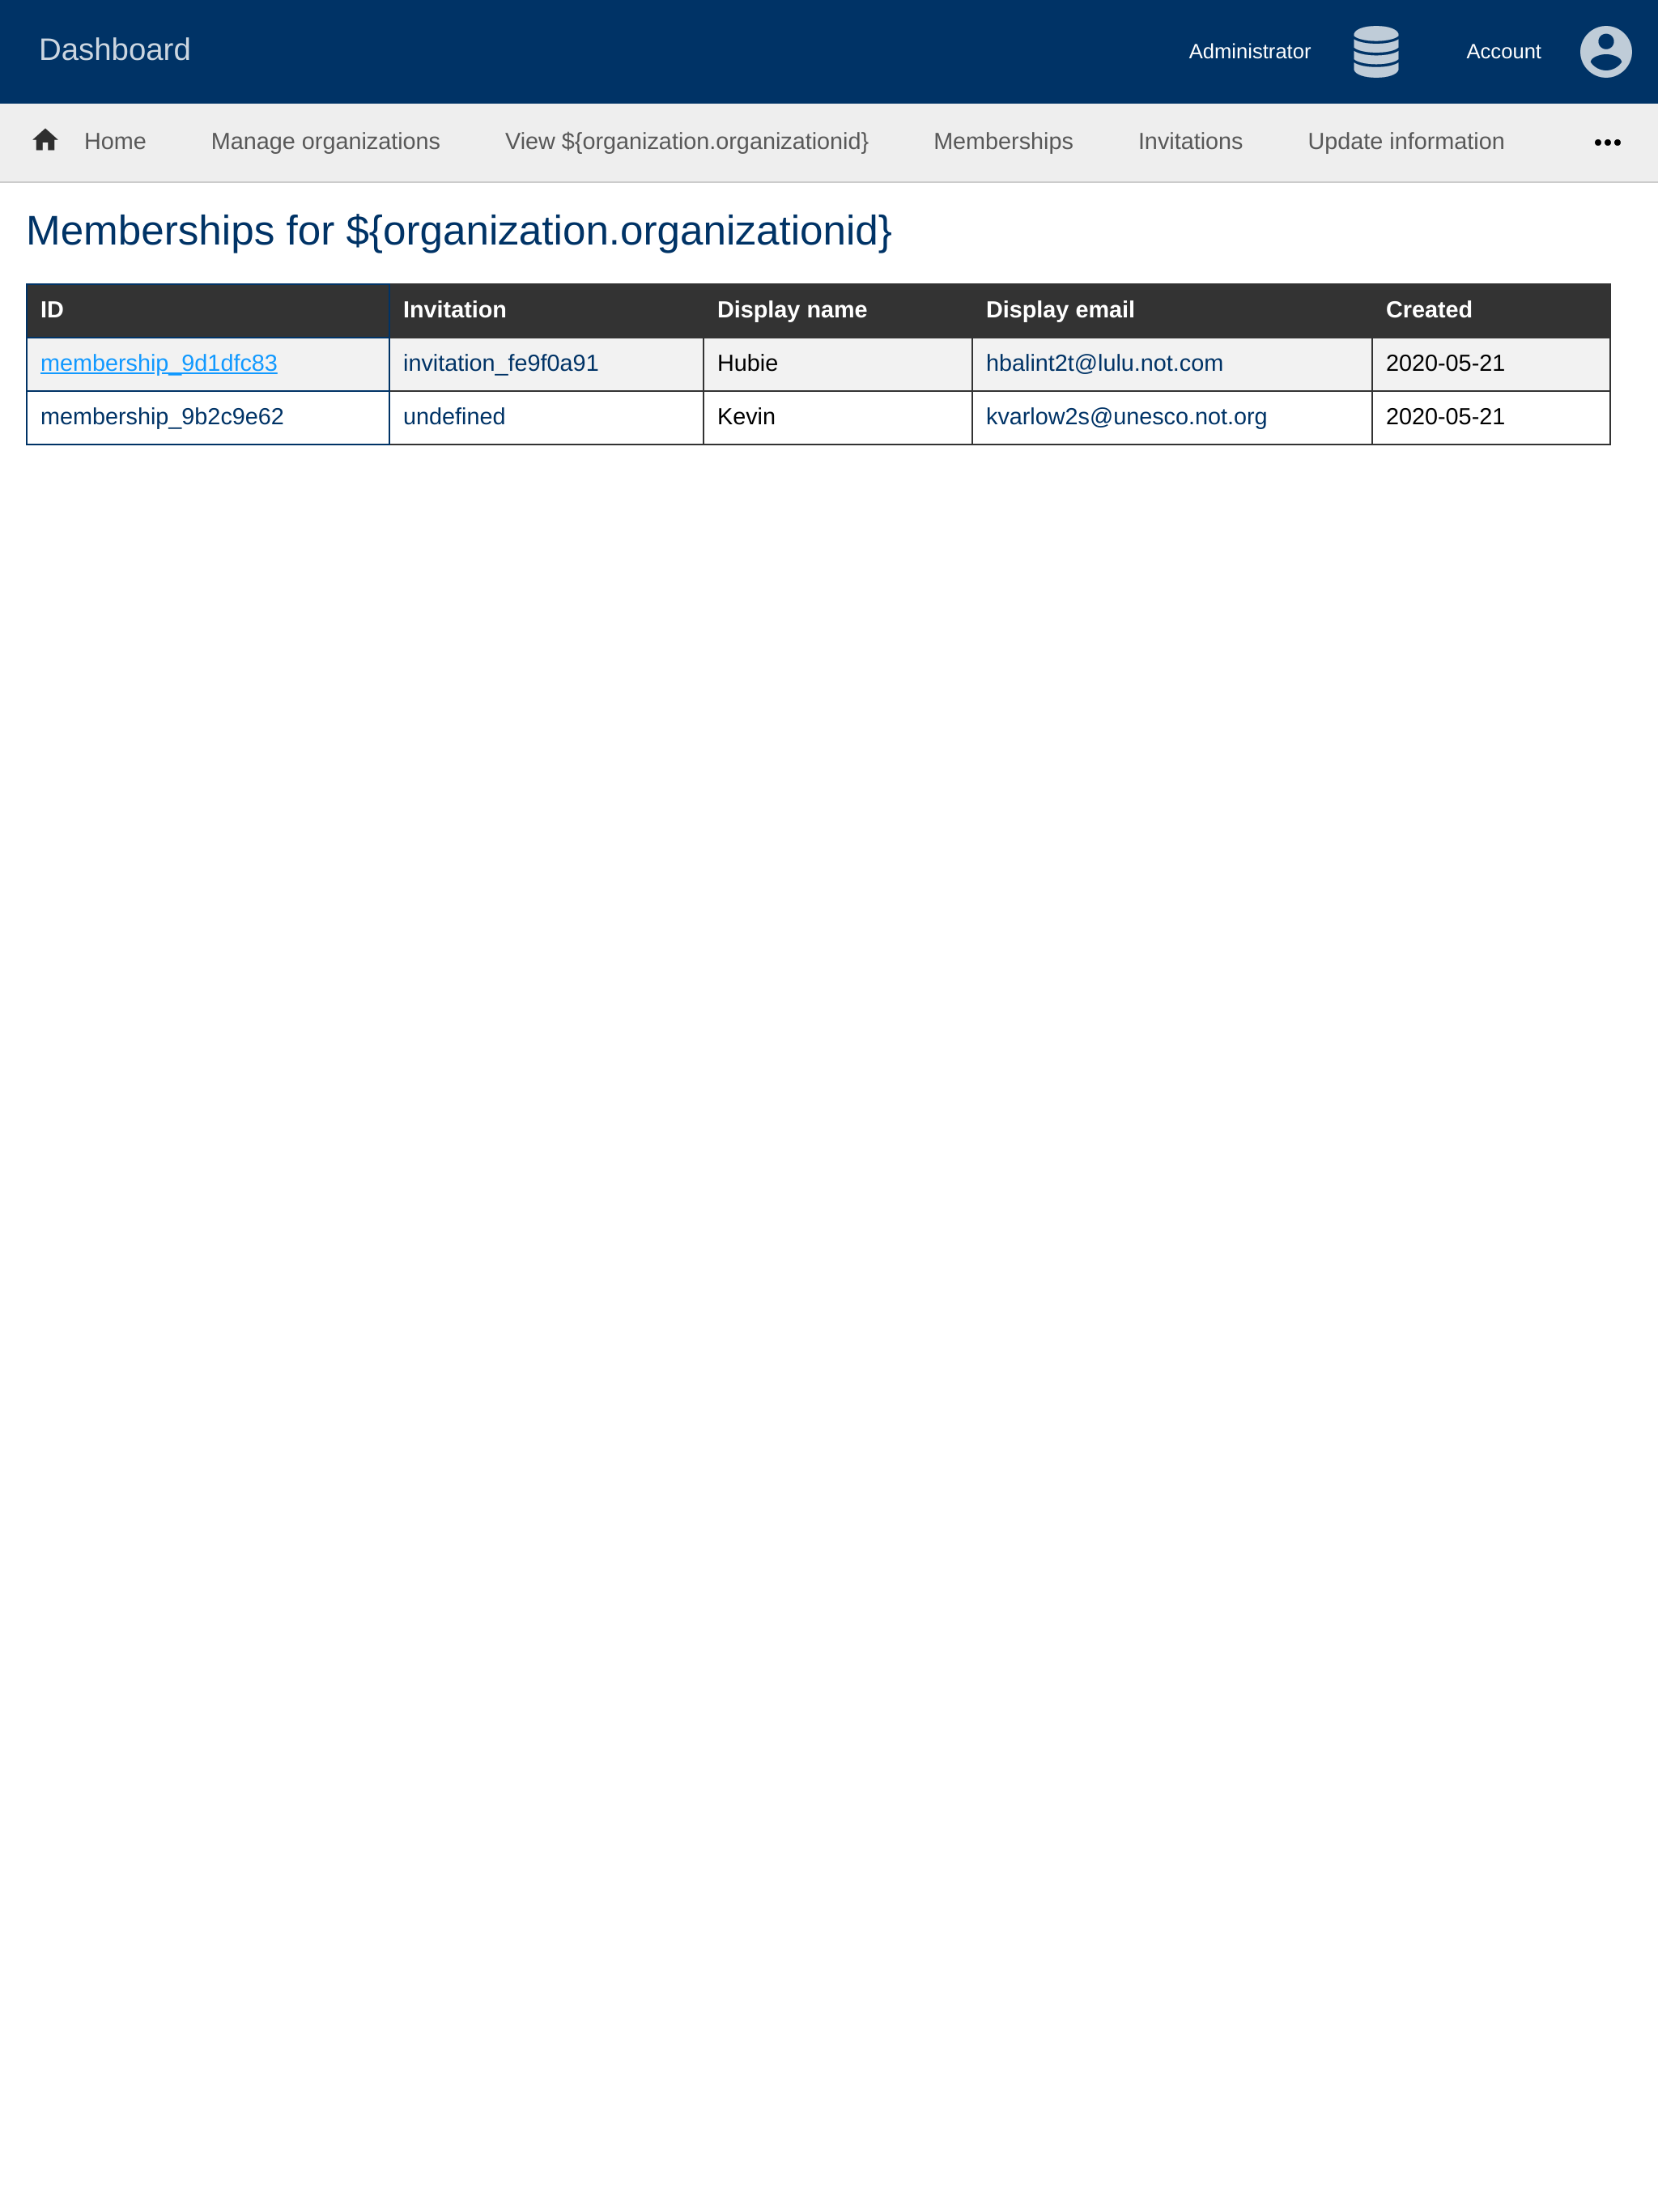 Dashboard Administrator Account
Home Manage organizations View ${organization.organizationid} Memberships Invitations Update information
Memberships for ${organization.organizationid}
ID Invitation Display name Display email Created
membership_9d1dfc83 invitation_fe9f0a91 Hubie hbalint2t@lulu.not.com 2020-05-21
membership_9b2c9e62 undefined Kevin kvarlow2s@unesco.not.org 2020-05-21